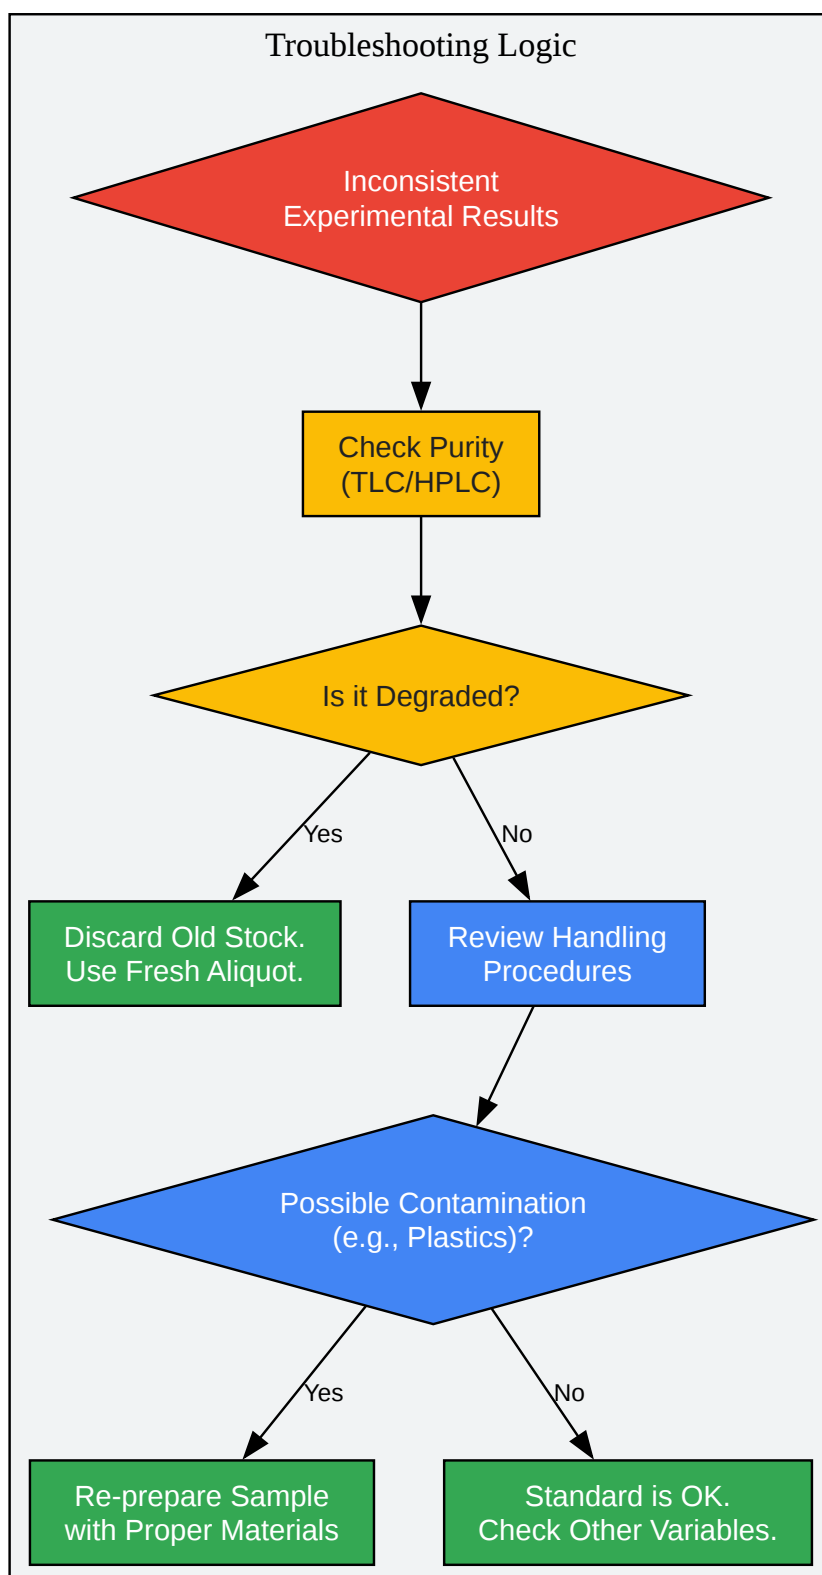 Troubleshooting Logic
Inconsistent
Experimental Results
Check Purity
(TLC/HPLC)
Is it Degraded?
Yes
No
Discard Old Stock.
Use Fresh Aliquot.
Review Handling
Procedures
Possible Contamination
(e.g., Plastics)?
Yes
No
Re-prepare Sample
with Proper Materials
Standard is OK.
Check Other Variables.